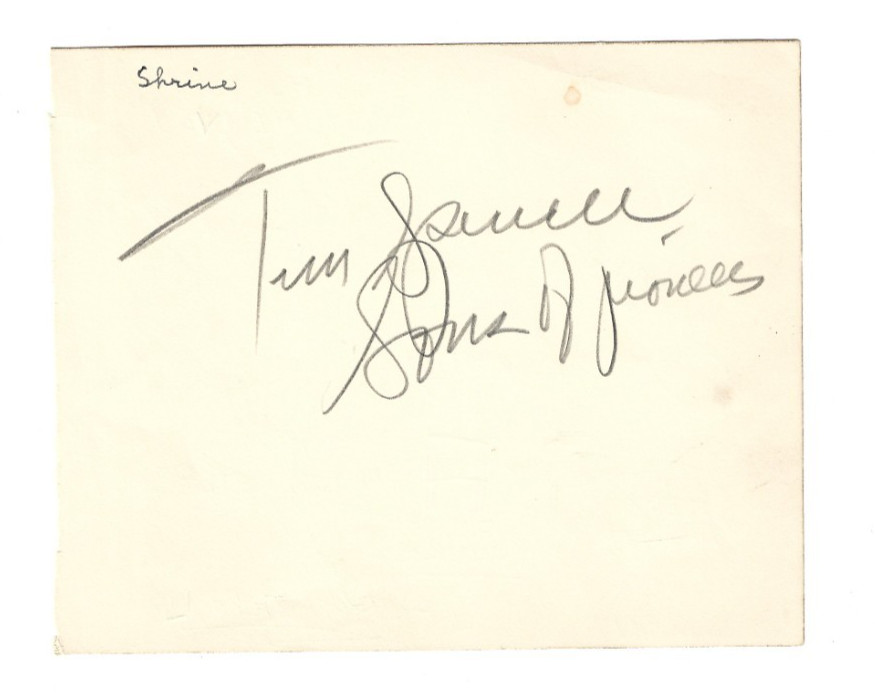 Shrine
Tim Spencer
Sons of Pioneers